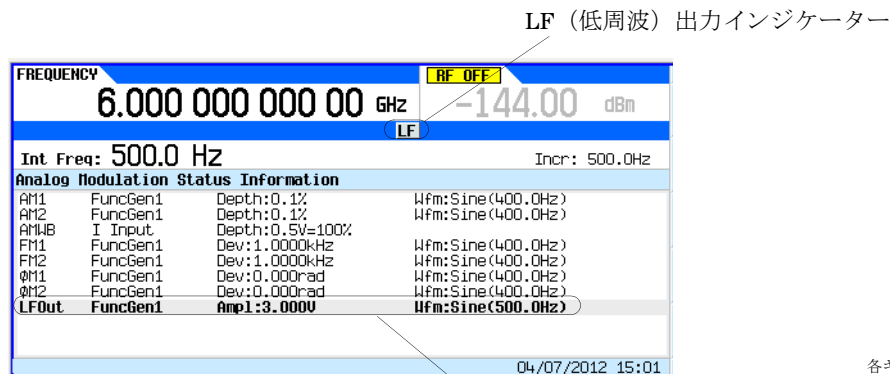 LF（低周波）出力インジケーター
FREQUENCY RF OFF
6.000 000 000 00 GHz -144.00 dBm
LF
Int Freq: 500.0 Hz Incr: 500.0Hz
Analog Modulation Status Information
AM1 FuncGen1 Depth:0.1% Wfm:Sine(400.0Hz)
AM2 FuncGen1 Depth:0.1% Wfm:Sine(400.0Hz)
AMWB I Input Depth:0.5V=100%
FM1 FuncGen1 Dev:1.0000kHz Wfm:Sine(400.0Hz)
FM2 FuncGen1 Dev:1.0000kHz Wfm:Sine(400.0Hz)
ΦM1 FuncGen1 Dev:0.000rad Wfm:Sine(400.0Hz)
ΦM2 FuncGen1 Dev:0.000rad Wfm:Sine(400.0Hz)
LFOut FuncGen1 Ampl:3.000V Wfm:Sine(500.0Hz)
04/07/2012 15:01
各